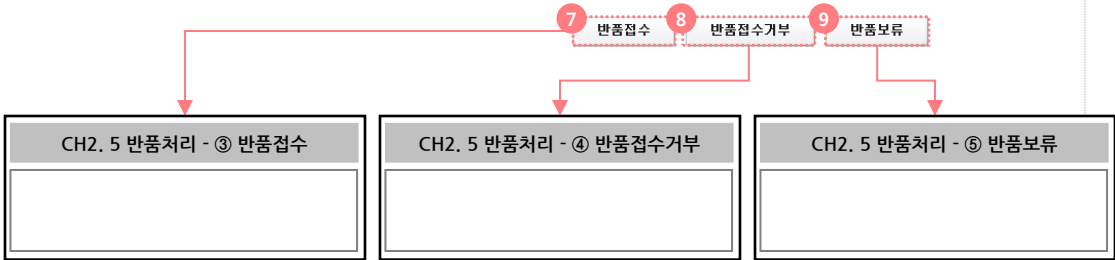 7 반품접수 8 반품접수거부 9 반품보류
CH2. 5 반품처리 - ③ 반품접수
CH2. 5 반품처리 - ④ 반품접수거부
CH2. 5 반품처리 - ⑤ 반품보류